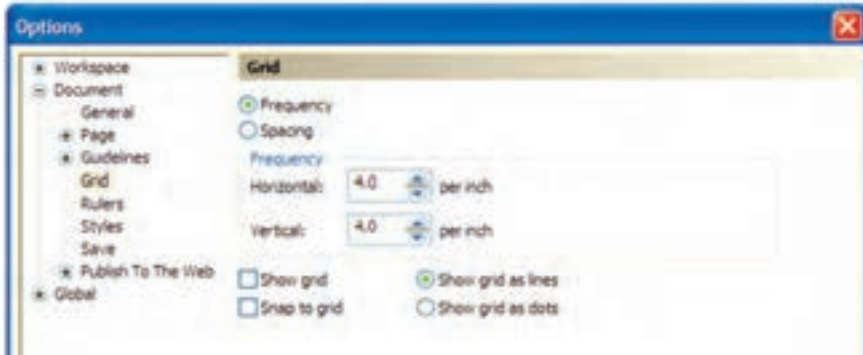 Options
Workspace
Document
General
Page
Guidelines
Grid
Rulers
Styles
Save
Publish To The Web
Global
Grid
Frequency
Spacing
Frequency
Horizontal: 4.0 per inch
Vertical: 4.0 per inch
Show grid
Show grid as lines
Snap to grid
Show grid as dots